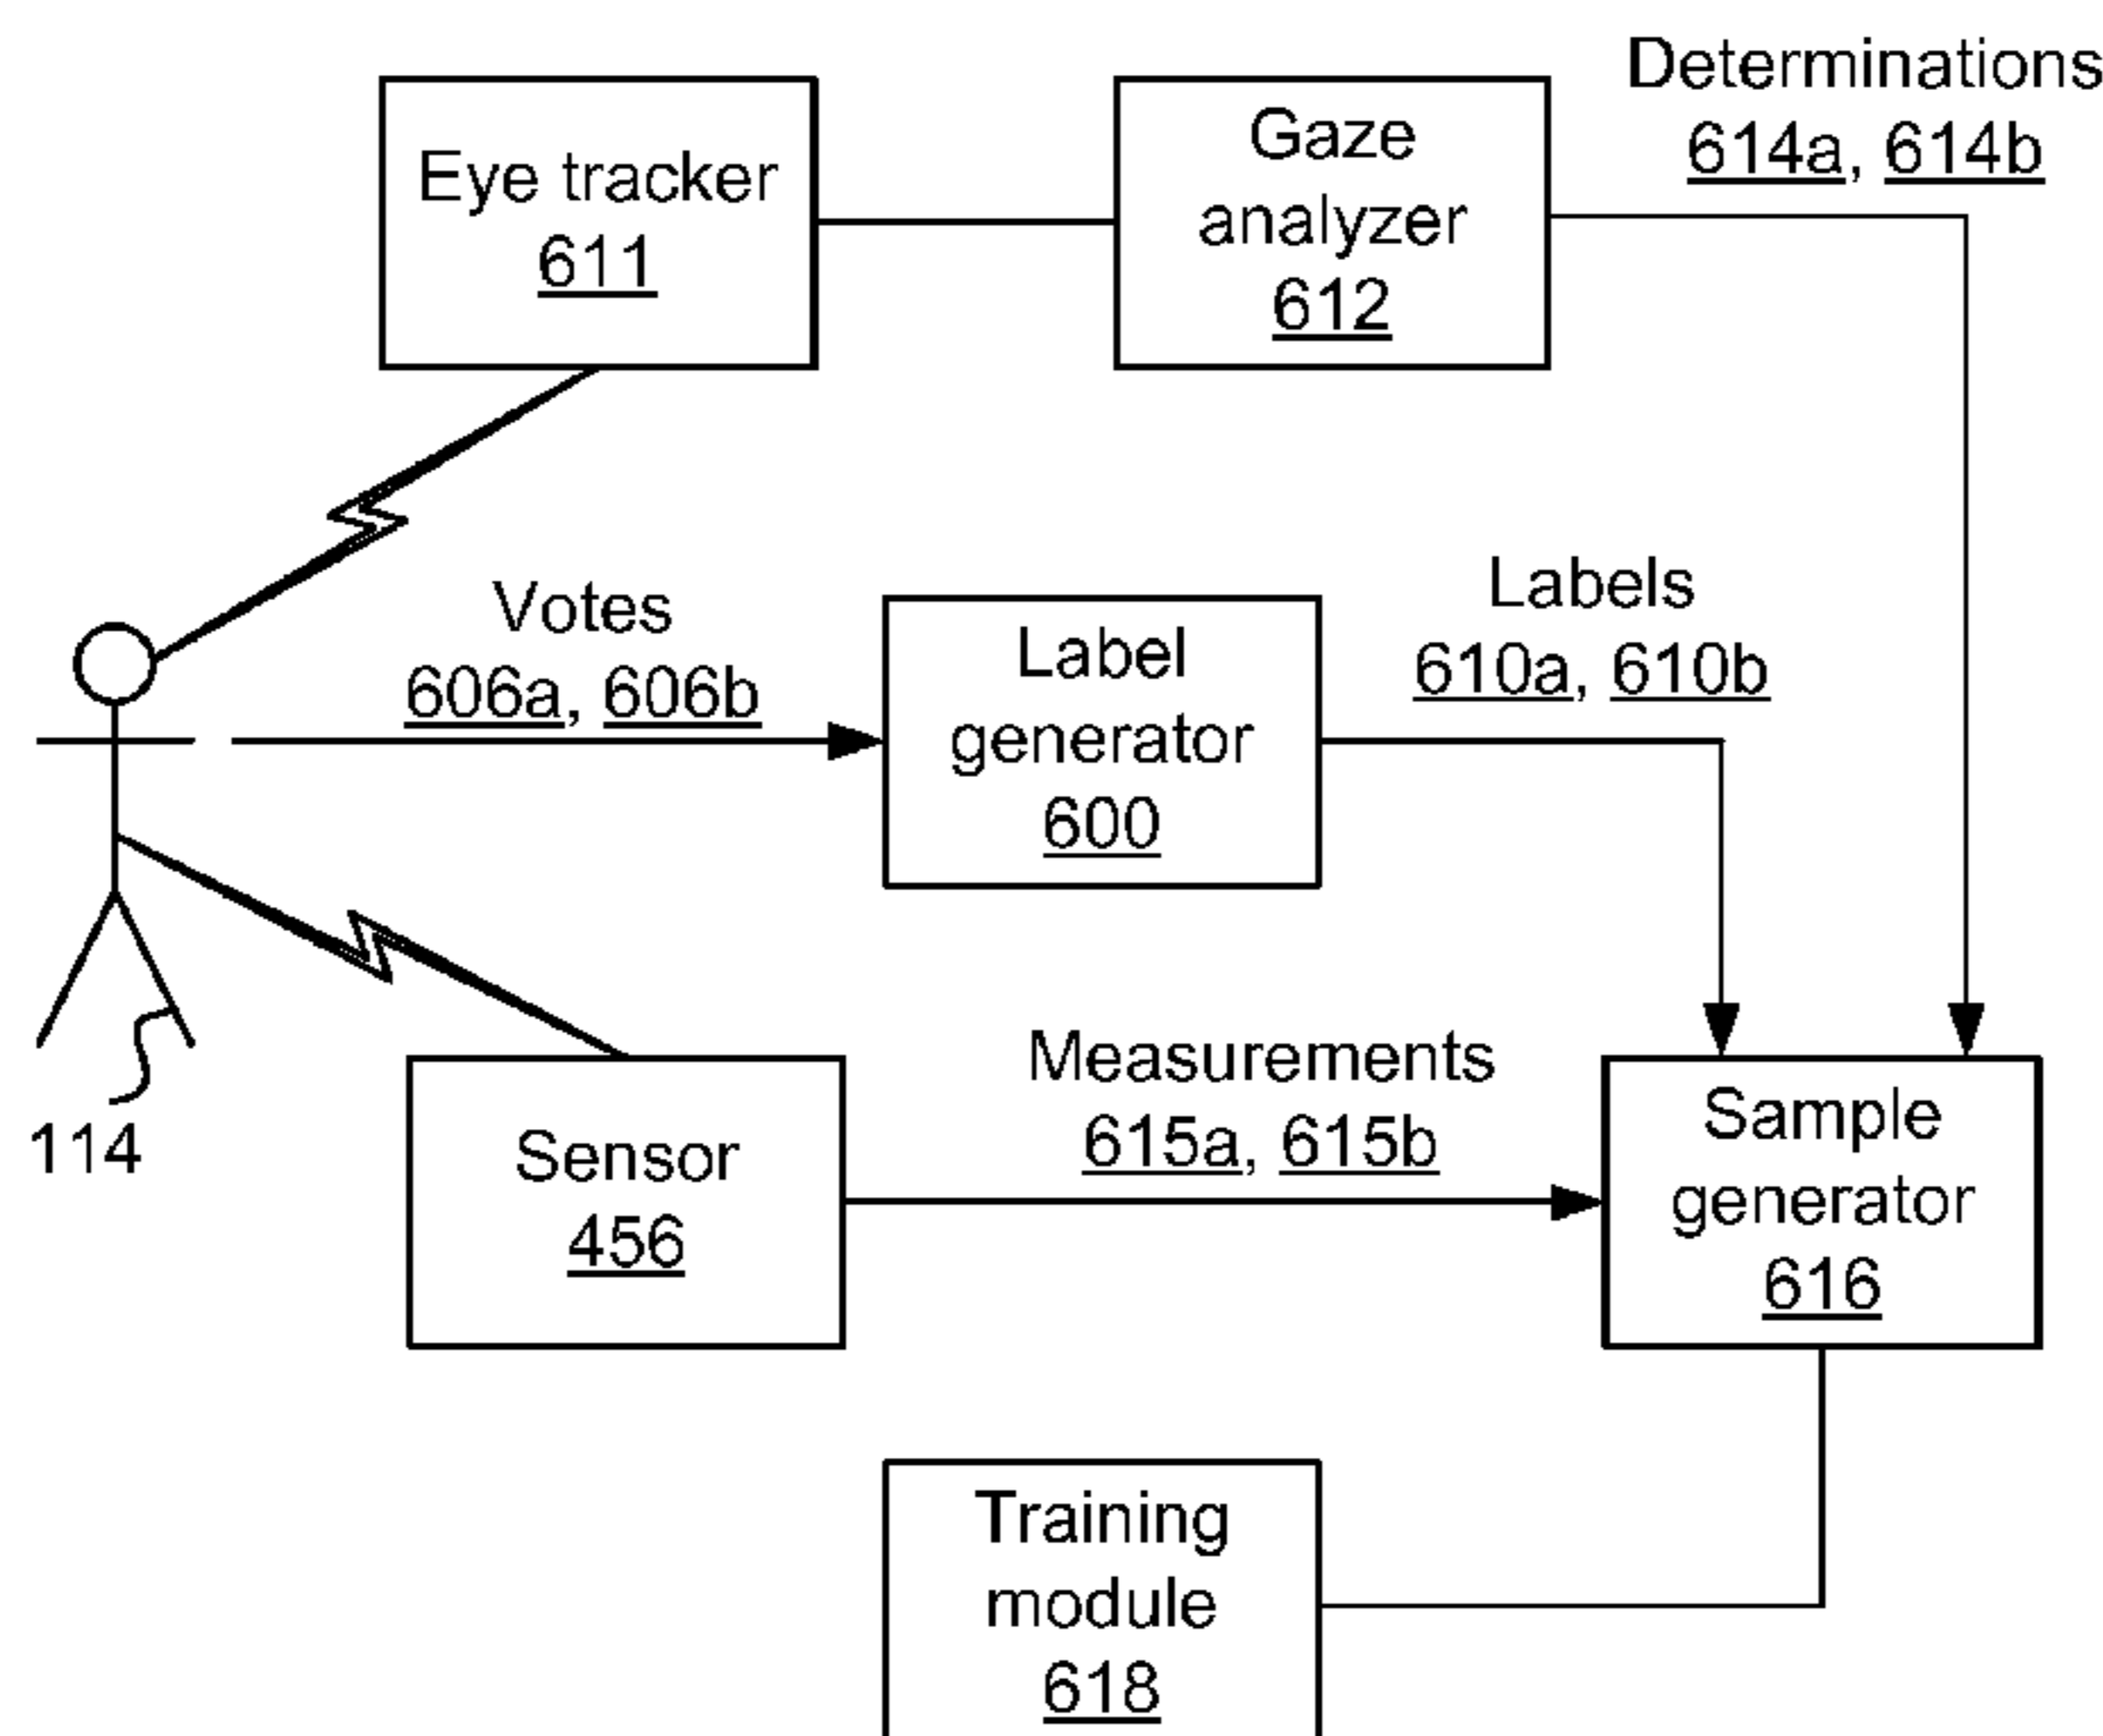 Determinations
614a, 614b
Eye tracker
611
Gaze
analyzer
612
Votes
606a, 606b
Label
generator
600
Labels
610a, 610b
114
Sensor
456
Measurements
615a, 615b
Sample
generator
616
Training
module
618